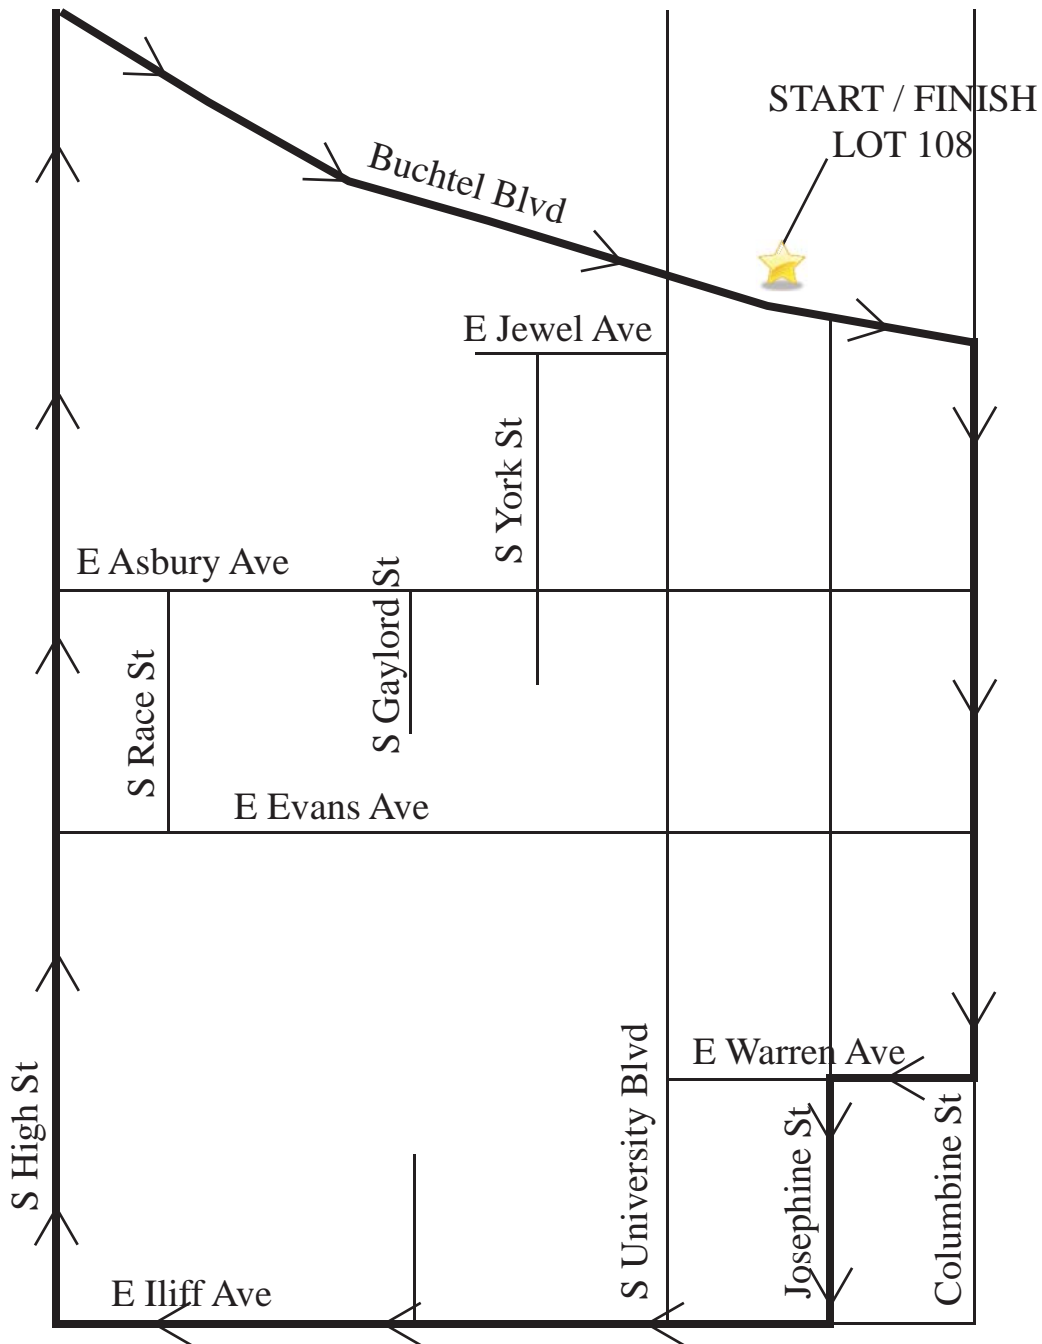 START / FINISH
LOT 108
Buchtel Blvd
E Jewel Ave
S York St
E Asbury Ave
S Gaylord St
S Race St
E Evans Ave
S University Blvd
E Warren Ave
S High St
Josephine St
Columbine St
E Iliff Ave